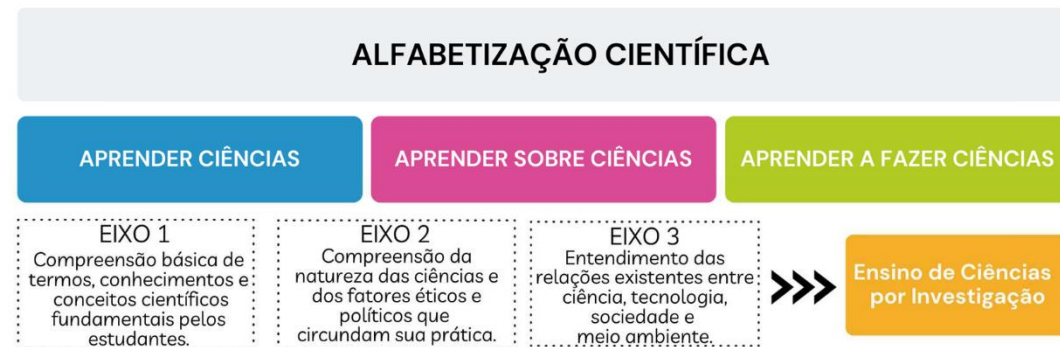 ALFABETIZAÇÃO CIENTÍFICA
APRENDER CIÊNCIAS
APRENDER SOBRE CIÊNCIAS
APRENDER A FAZER CIÊNCIAS
EIXO 1
Compreensão básica de
termos, conhecimentos e
conceitos científicos
fundamentais pelos
estudantes.
EIXO 2
Compreensão da
natureza das ciências e
dos fatores éticos e
políticos que
circundam sua prática.
EIXO 3
Entendimento das
relações existentes entre
ciência, tecnologia,
sociedade e
meio ambiente.
Ensino de Ciências
por Investigação